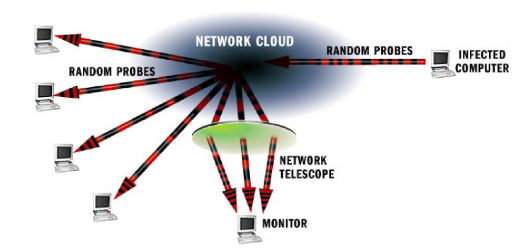 NETWORK CLOUD
RANDOM PROBES
INFECTED
COMPUTER
RANDOM PROBES
NETWORK
TELESCOPE
MONITOR